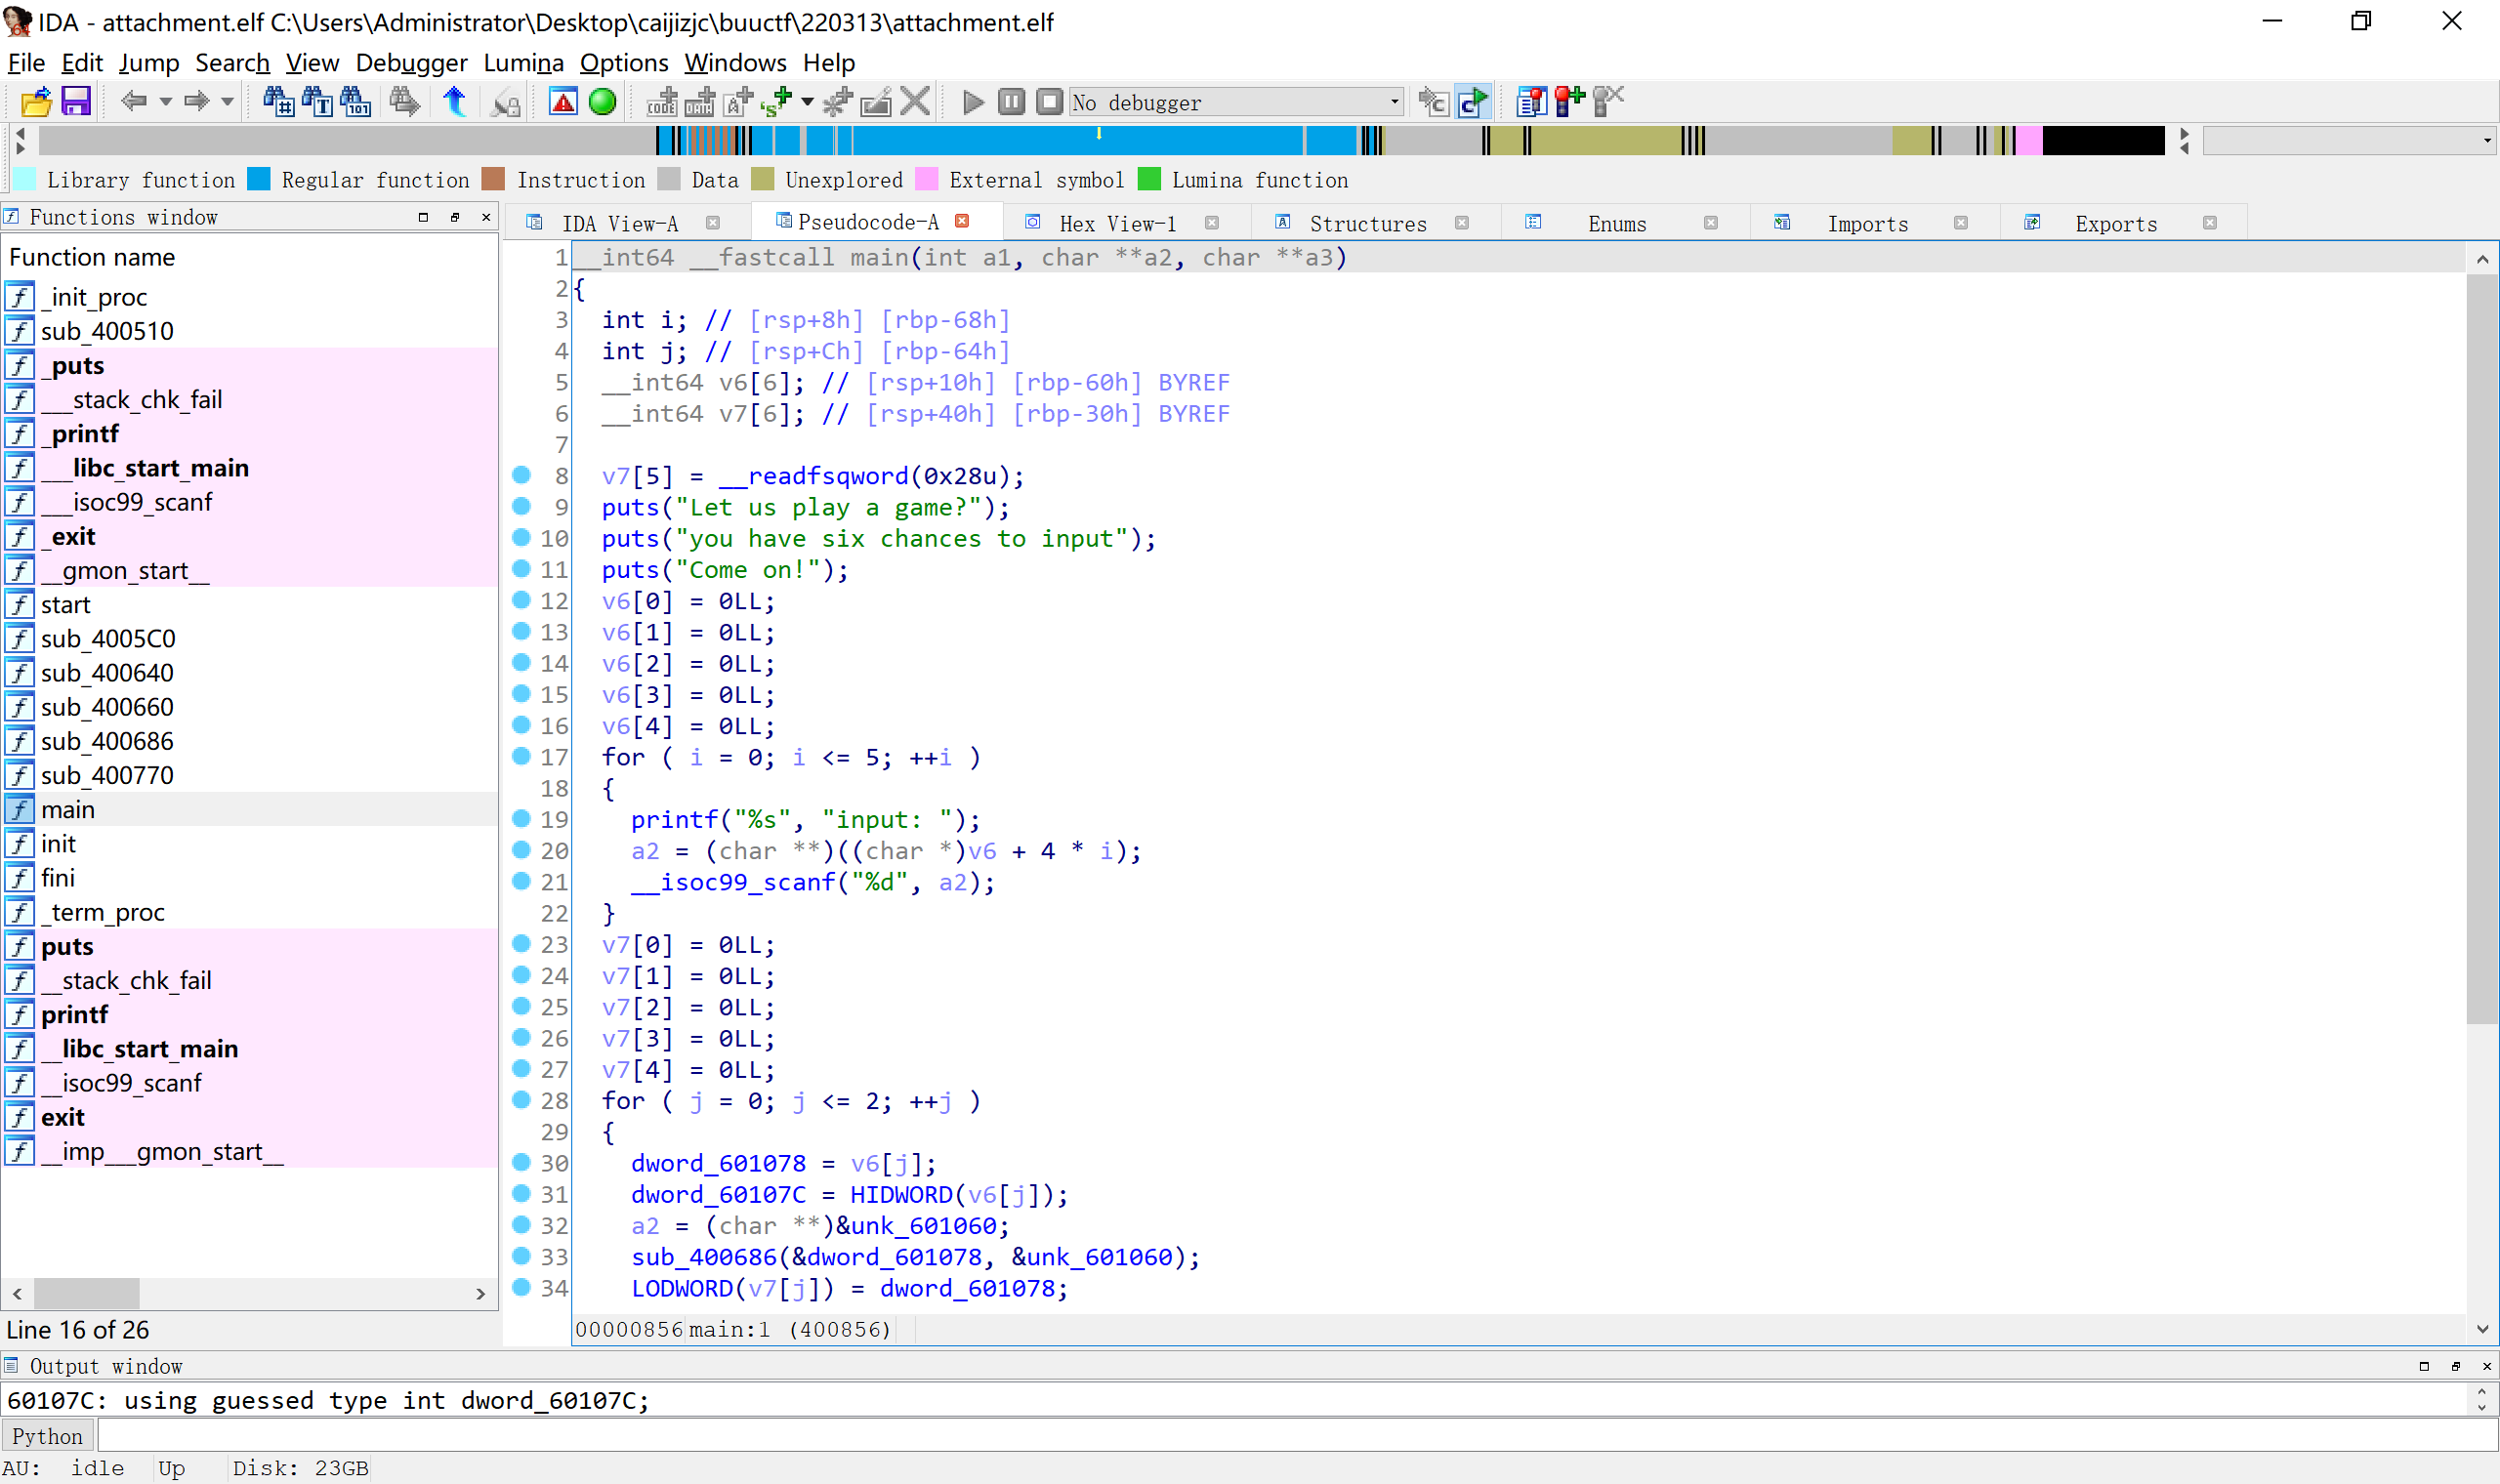 IDA - attachment.elf C:\Users\Administrator\Desktop\caijizjc\buuctf\220313\attachment.elf
File Edit Jump Search View Debugger Lumina Options Windows Help
No debugger
Library function Regular function Instruction Data Unexplored External symbol Lumina function
Functions window
IDA View-A Pseudocode-A Hex View-1 Structures Enums Imports Exports
Function name
_init_proc
sub_400510
_puts
___stack_chk_fail
_printf
___libc_start_main
___isoc99_scanf
_exit
__gmon_start__
start
sub_4005C0
sub_400640
sub_400660
sub_400686
sub_400770
main
init
fini
_term_proc
puts
__stack_chk_fail
printf
__libc_start_main
__isoc99_scanf
exit
__imp___gmon_start__
Line 16 of 26
1 __int64 __fastcall main(int a1, char **a2, char **a3)
2 {
3 int i; // [rsp+8h] [rbp-68h]
4 int j; // [rsp+Ch] [rbp-64h]
5 __int64 v6[6]; // [rsp+10h] [rbp-60h] BYREF
6 __int64 v7[6]; // [rsp+40h] [rbp-30h] BYREF
7
8 v7[5] = __readfsqword(0x28u);
9 puts("Let us play a game?");
10 puts("you have six chances to input");
11 puts("Come on!");
12 v6[0] = 0LL;
13 v6[1] = 0LL;
14 v6[2] = 0LL;
15 v6[3] = 0LL;
16 v6[4] = 0LL;
17 for ( i = 0; i <= 5; ++i )
18 {
19 printf("%s", "input: ");
20 a2 = (char **)((char *)v6 + 4 * i);
21 __isoc99_scanf("%d", a2);
22 }
23 v7[0] = 0LL;
24 v7[1] = 0LL;
25 v7[2] = 0LL;
26 v7[3] = 0LL;
27 v7[4] = 0LL;
28 for ( j = 0; j <= 2; ++j )
29 {
30 dword_601078 = v6[j];
31 dword_60107C = HIDWORD(v6[j]);
32 a2 = (char **)&unk_601060;
33 sub_400686(&dword_601078, &unk_601060);
34 LODWORD(v7[j]) = dword_601078;
00000856 main:1 (400856)
Output window
60107C: using guessed type int dword_60107C;
Python
AU: idle Up Disk: 23GB